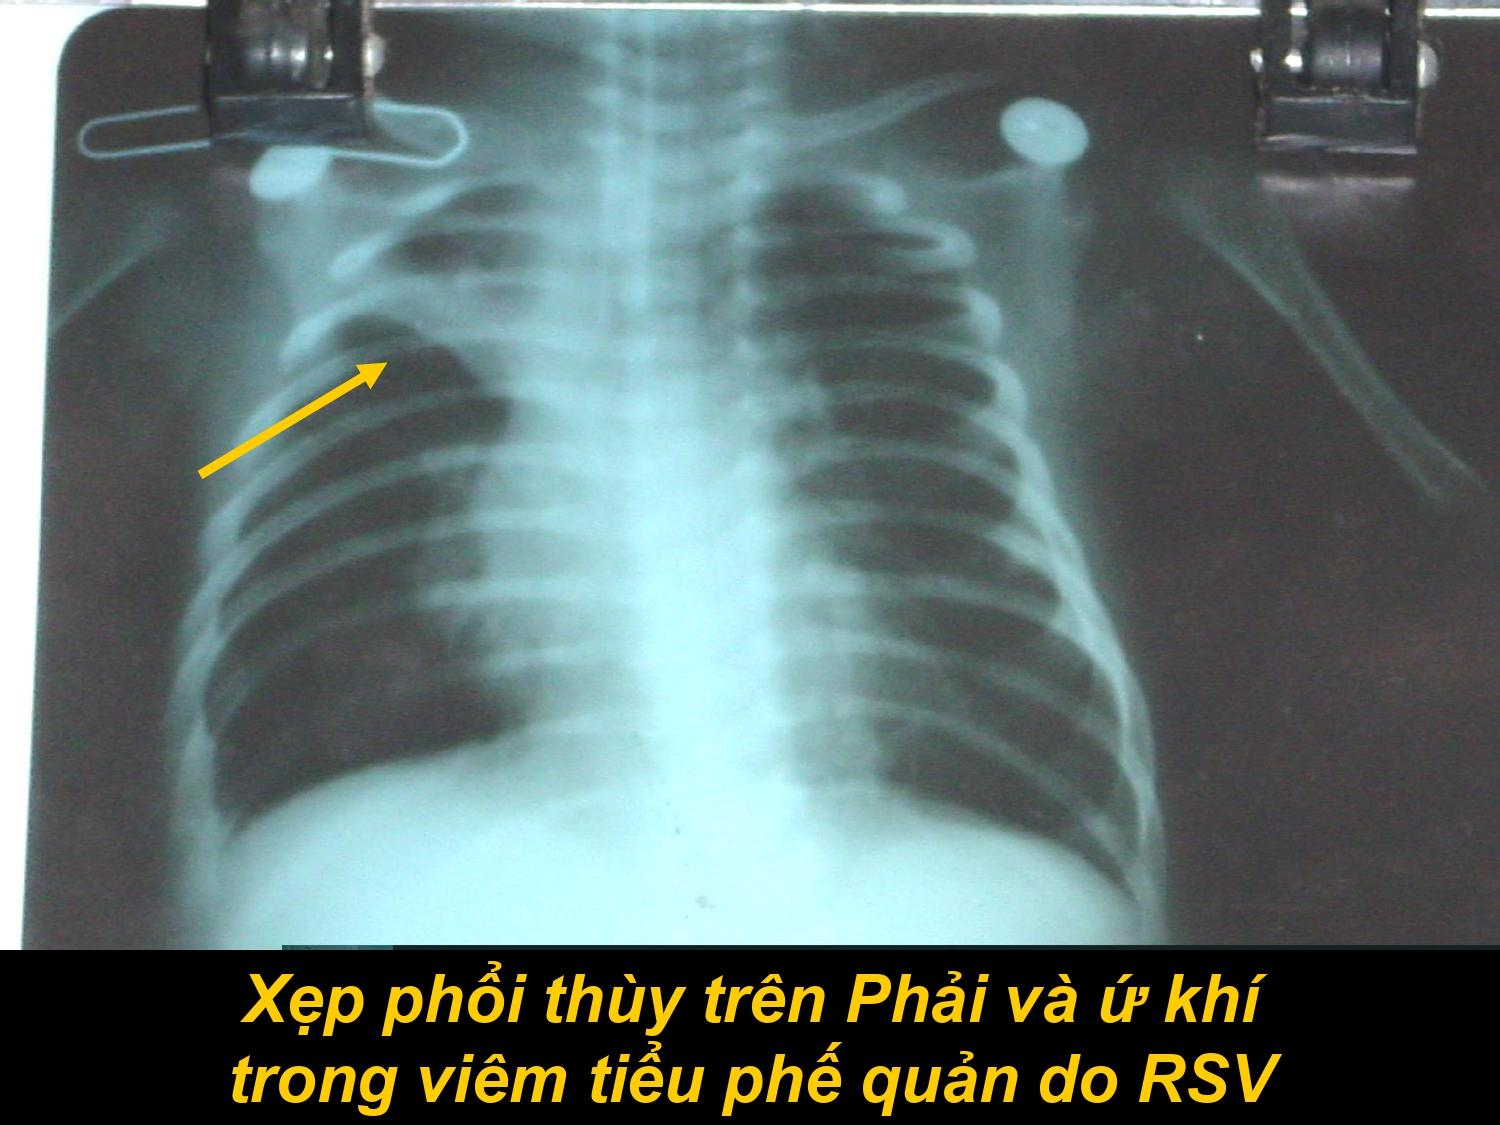 Xẹp phổi thùy trên Phải và ứ khí
trong viêm tiểu phế quản do RSV